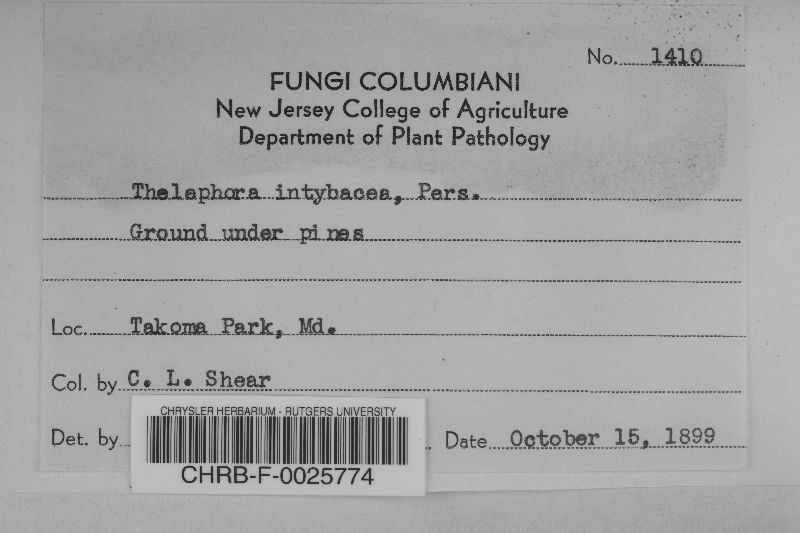 No. 1410
FUNGI COLUMBIANI
New Jersey College of Agriculture
Department of Plant Pathology
Thelephora intybacea, Pers.
Ground under pines
Loc. Takoma Park, Md.
Col. by C. L. Shear
Det. by
Date October 15, 1899
CHRYSLER HERBARIUM - RUTGERS UNIVERSITY
CHRB-F-0025774